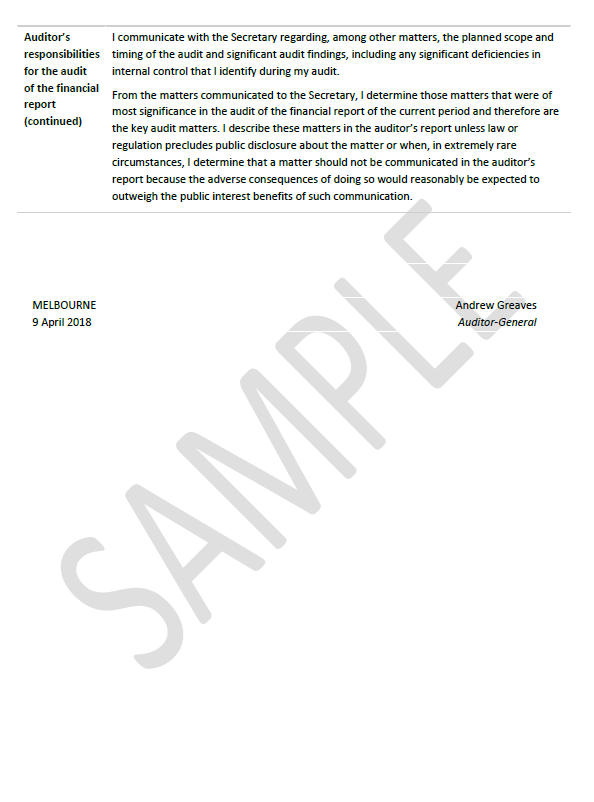 Auditor's
responsibilities
for the audit
of the financial
report
(continued)
I communicate with the Secretary regarding, among other matters, the planned scope and
timing of the audit and significant audit findings, including any significant deficiencies in
internal control that I identify during my audit.
From the matters communicated to the Secretary, I determine those matters that were of
most significance in the audit of the financial report of the current period and therefore are
the key audit matters. I describe these matters in the auditor's report unless law or
regulation precludes public disclosure about the matter or when, in extremely rare
circumstances, I determine that a matter should not be communicated in the auditor's
report because the adverse consequences of doing so would reasonably be expected to
outweigh the public interest benefits of such communication.
MELBOURNE
9 April 2018
Andrew Greaves
Auditor-General
SAMPLE